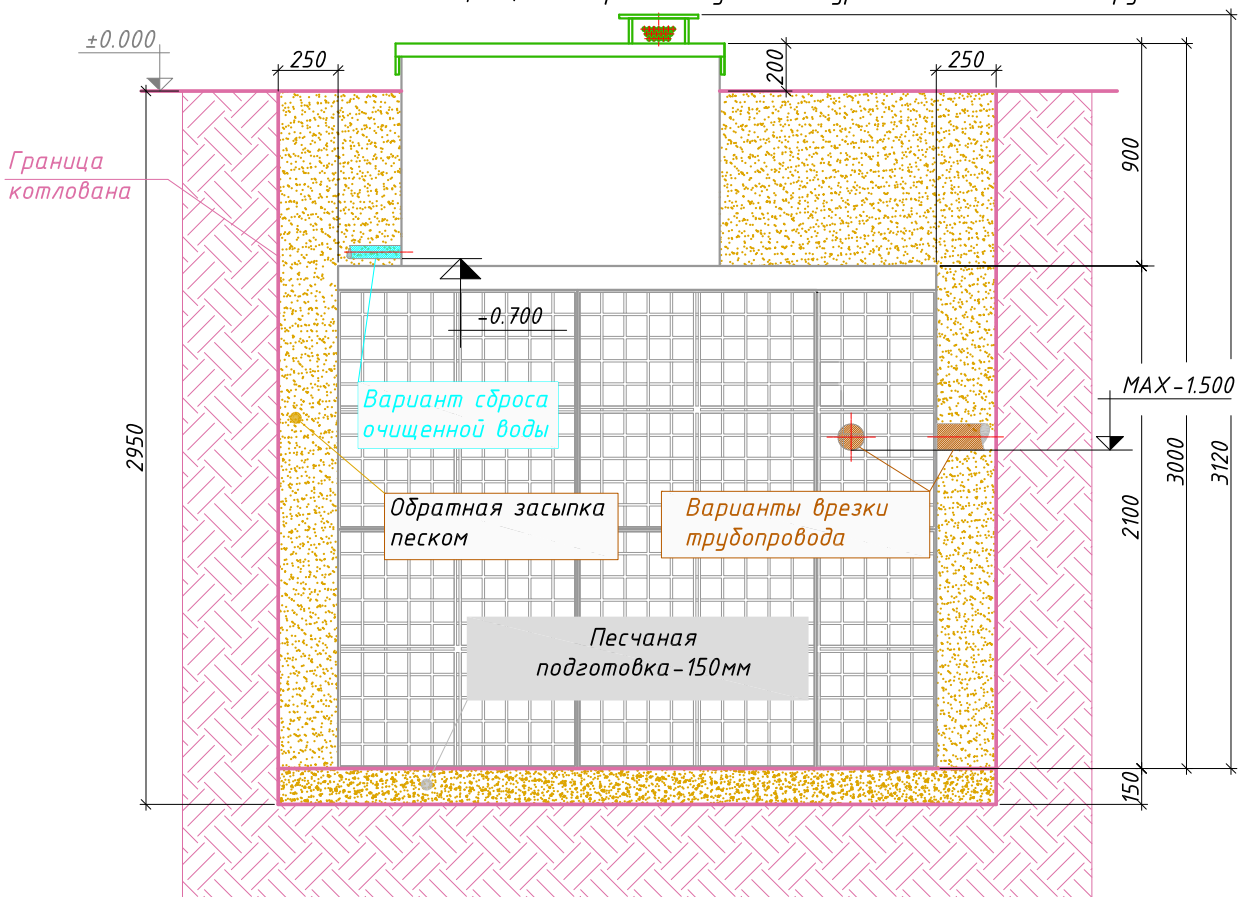 ±0.000
250
200
250
Граница
котлована
900
-0.700
MAX-1.500
Вариант сброса
очищенной воды
2950
3000
3120
Обратная засыпка
песком
Варианты врезки
трубопровода
2100
Песчаная
подготовка-150мм
150